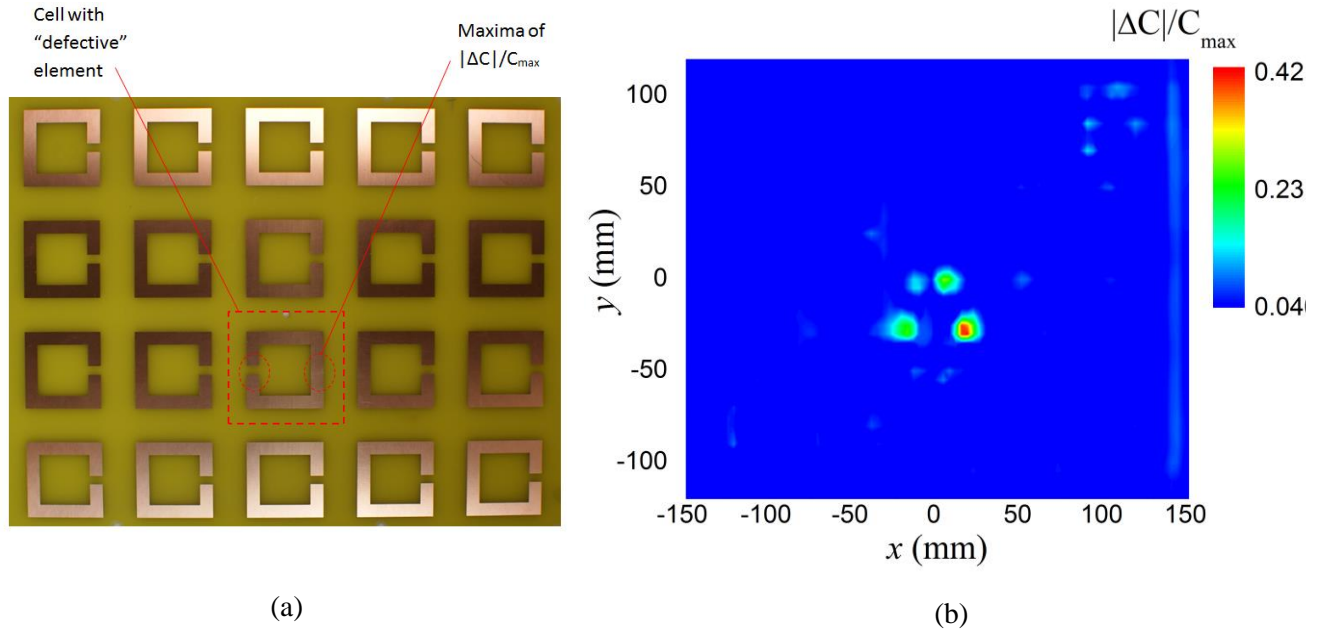 Cell with
“defective”
element
Maxima of
|ΔC|/Cmax
|ΔC|/Cmax
0.42
0.23
0.040
100
50
0
-50
-100
y (mm)
-150 -100 -50 0 50 100 150
x (mm)
(a)
(b)